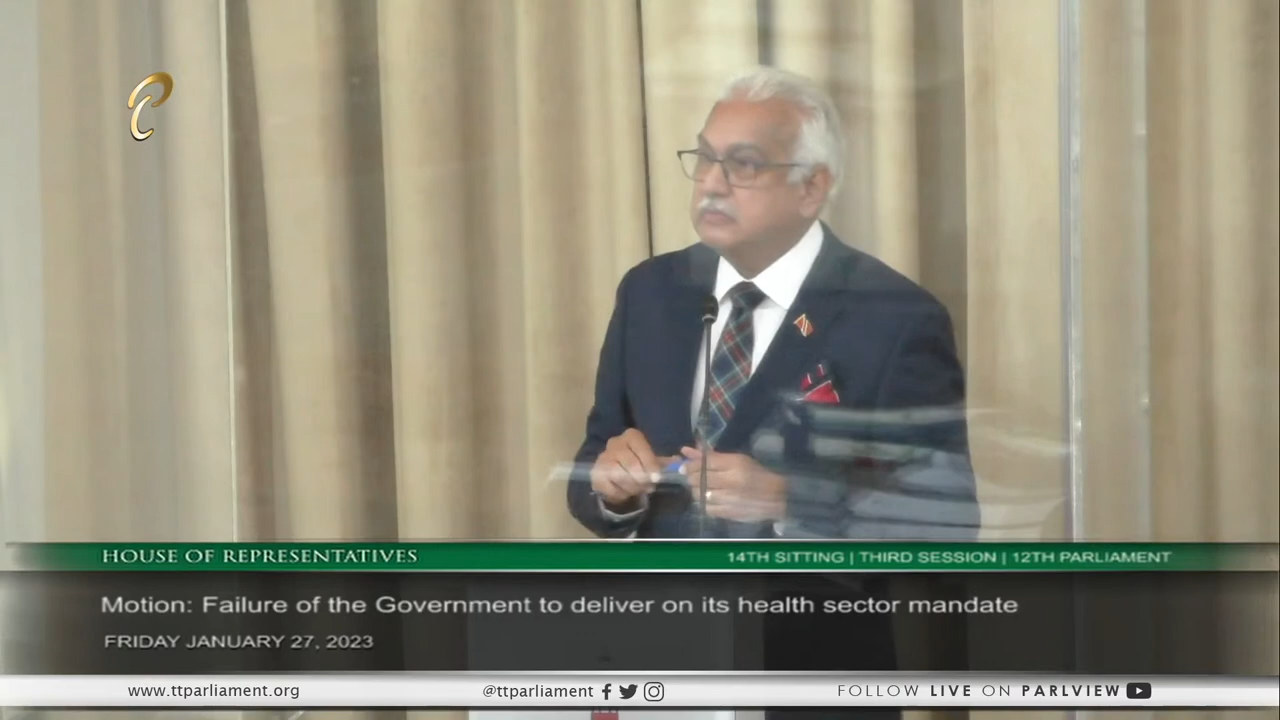 HOUSE OF REPRESENTATIVES
14TH SITTING | THIRD SESSION | 12TH PARLIAMENT
Motion: Failure of the Government to deliver on its health sector mandate
FRIDAY JANUARY 27, 2023
www.ttparliament.org
@ttparliament
FOLLOW LIVE ON PARLVIEW